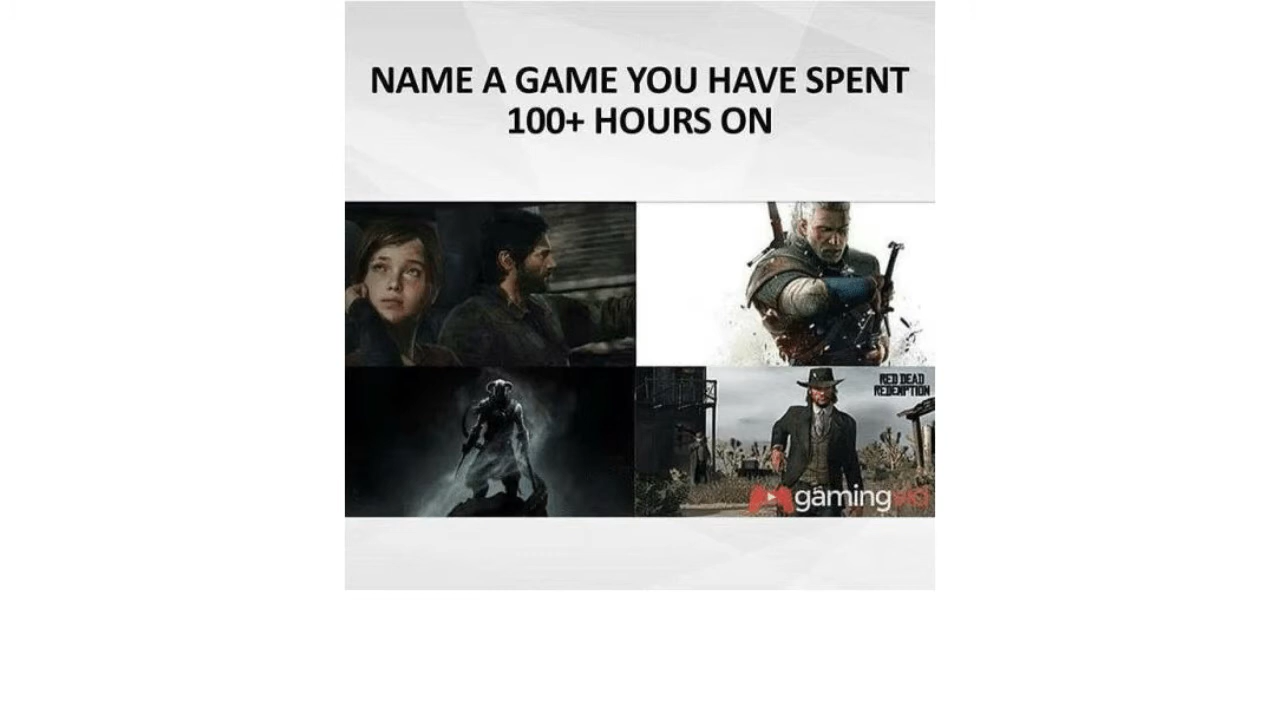 NAME A GAME YOU HAVE SPENT
100+ HOURS ON
RED DEAD
REDEMPTION
gaming